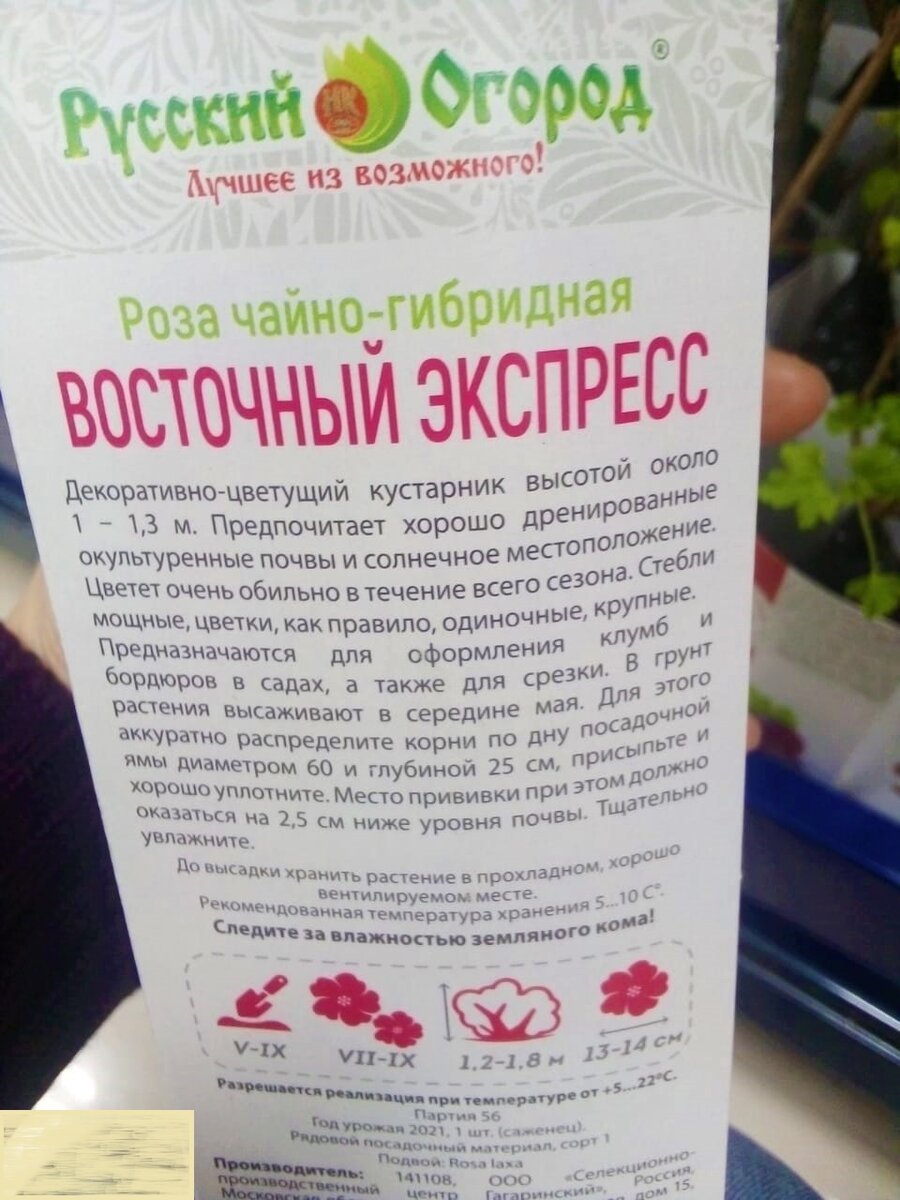 Русский НК Огород®
Лучшее из возможного!
Роза чайно-гибридная
ВОСТОЧНЫЙ ЭКСПРЕСС
Декоративно-цветущий кустарник высотой около
1 – 1,3 м. Предпочитает хорошо дренированные
окультуренные почвы и солнечное местоположение.
Цветет очень обильно в течение всего сезона. Стебли
мощные, цветки, как правило, одиночные, крупные.
Предназначаются для оформления клумб и
бордюров в садах, а также для срезки. В грунт
растения высаживают в середине мая. Для этого
аккуратно распределите корни по дну посадочной
ямы диаметром 60 и глубиной 25 см, присыпьте и
хорошо уплотните. Место прививки при этом должно
оказаться на 2,5 см ниже уровня почвы. Тщательно
увлажните.
До высадки хранить растение в прохладном, хорошо
вентилируемом месте.
Рекомендованная температура хранения 5...10 С°.
Следите за влажностью земляного кома!
V-IX VII-IX 1,2-1,8 м 13-14 см
Разрешается реализация при температуре от +5...22°С.
Партия 56
Год урожая 2021, 1 шт. (саженец).
Рядовой посадочный материал, сорт 1
Подвой: Rosa laxa
Производитель: 141108, ООО «Селекционно-
производственный центр Гагаринский», Россия,
Московская дом 15,